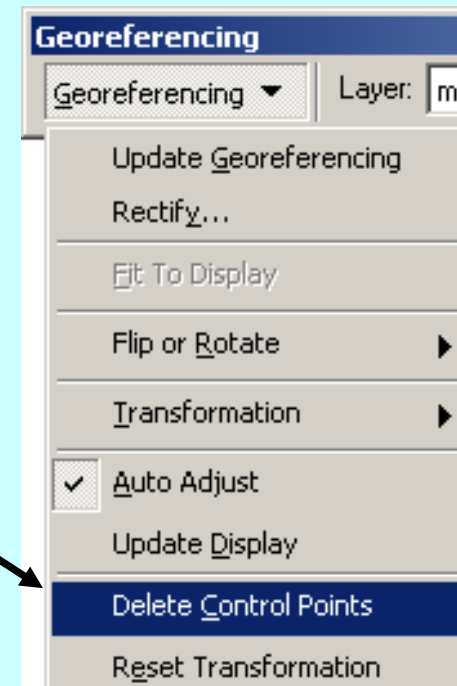 Georeferencing
Georeferencing Layer: m
Update Georeferencing
Rectify...
Fit To Display
Flip or Rotate
Transformation
Auto Adjust
Update Display
Delete Control Points
Reset Transformation